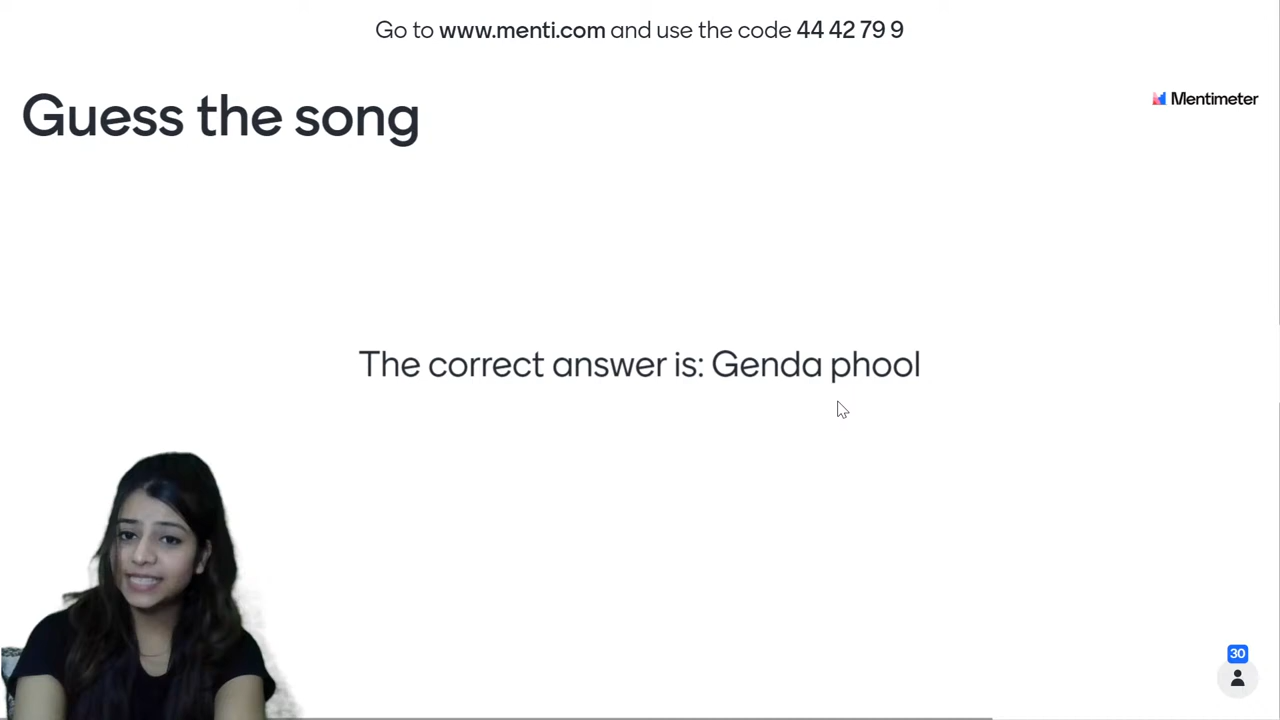 Go to www.menti.com and use the code 44 42 79 9
Guess the song
Mentimeter
The correct answer is: Genda phool
30